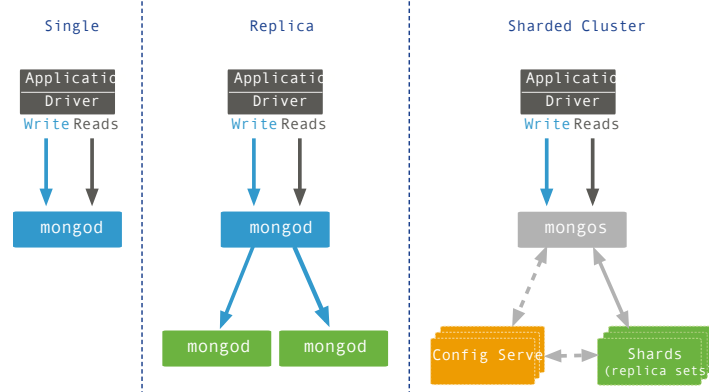 Single
Replica
Sharded Cluster
Applicatio
Driver
Write Reads
Applicatio
Driver
Write Reads
Applicatio
Driver
Write Reads
mongod
mongod
mongos
mongod
mongod
Config Serve
Shards
(replica sets